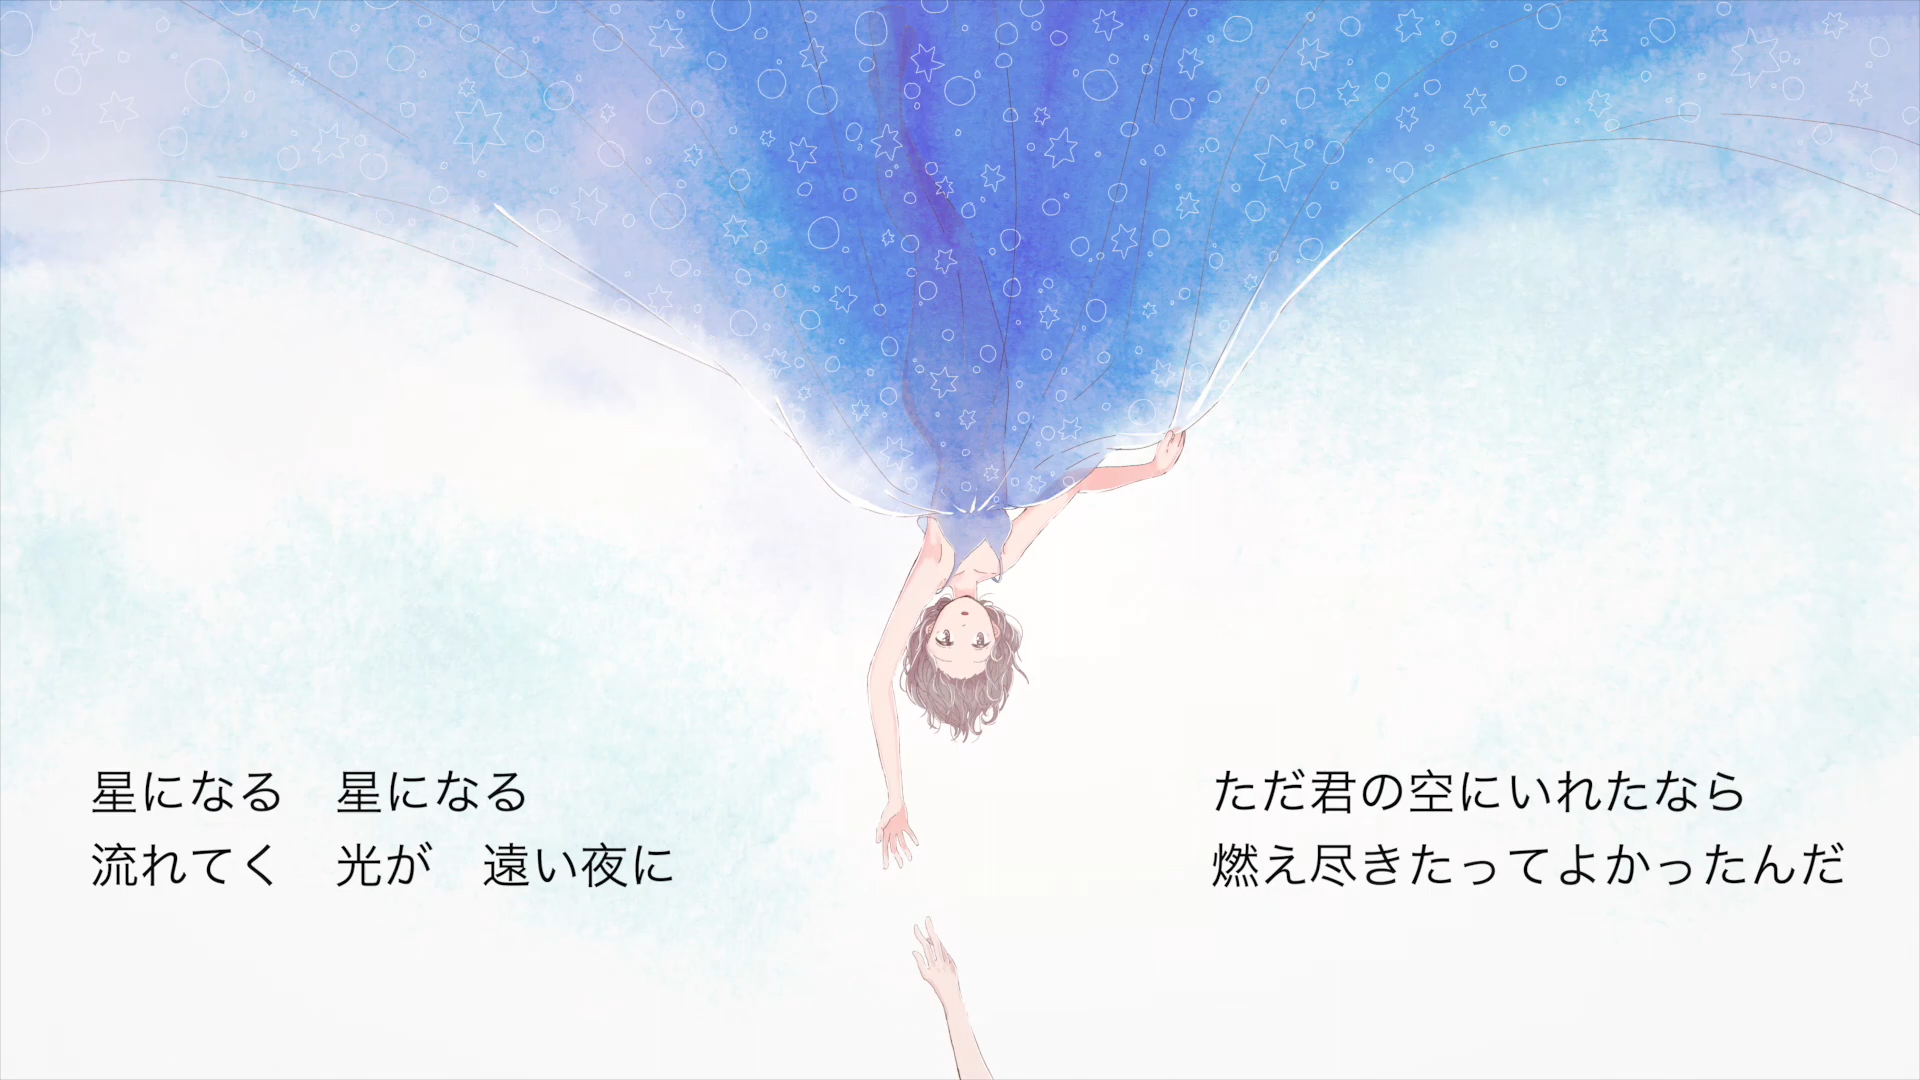 星になる　星になる
流れてく　光が　遠い夜に
ただ君の空にいれたなら
燃え尽きたってよかったんだ